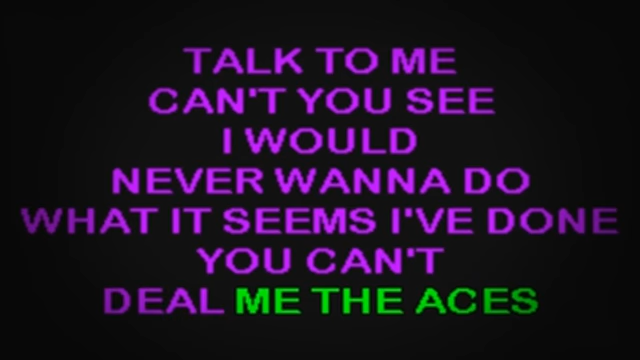 TALK TO ME
CAN'T YOU SEE
I WOULD
NEVER WANNA DO
WHAT IT SEEMS I'VE DONE
YOU CAN'T
DEAL ME THE ACES